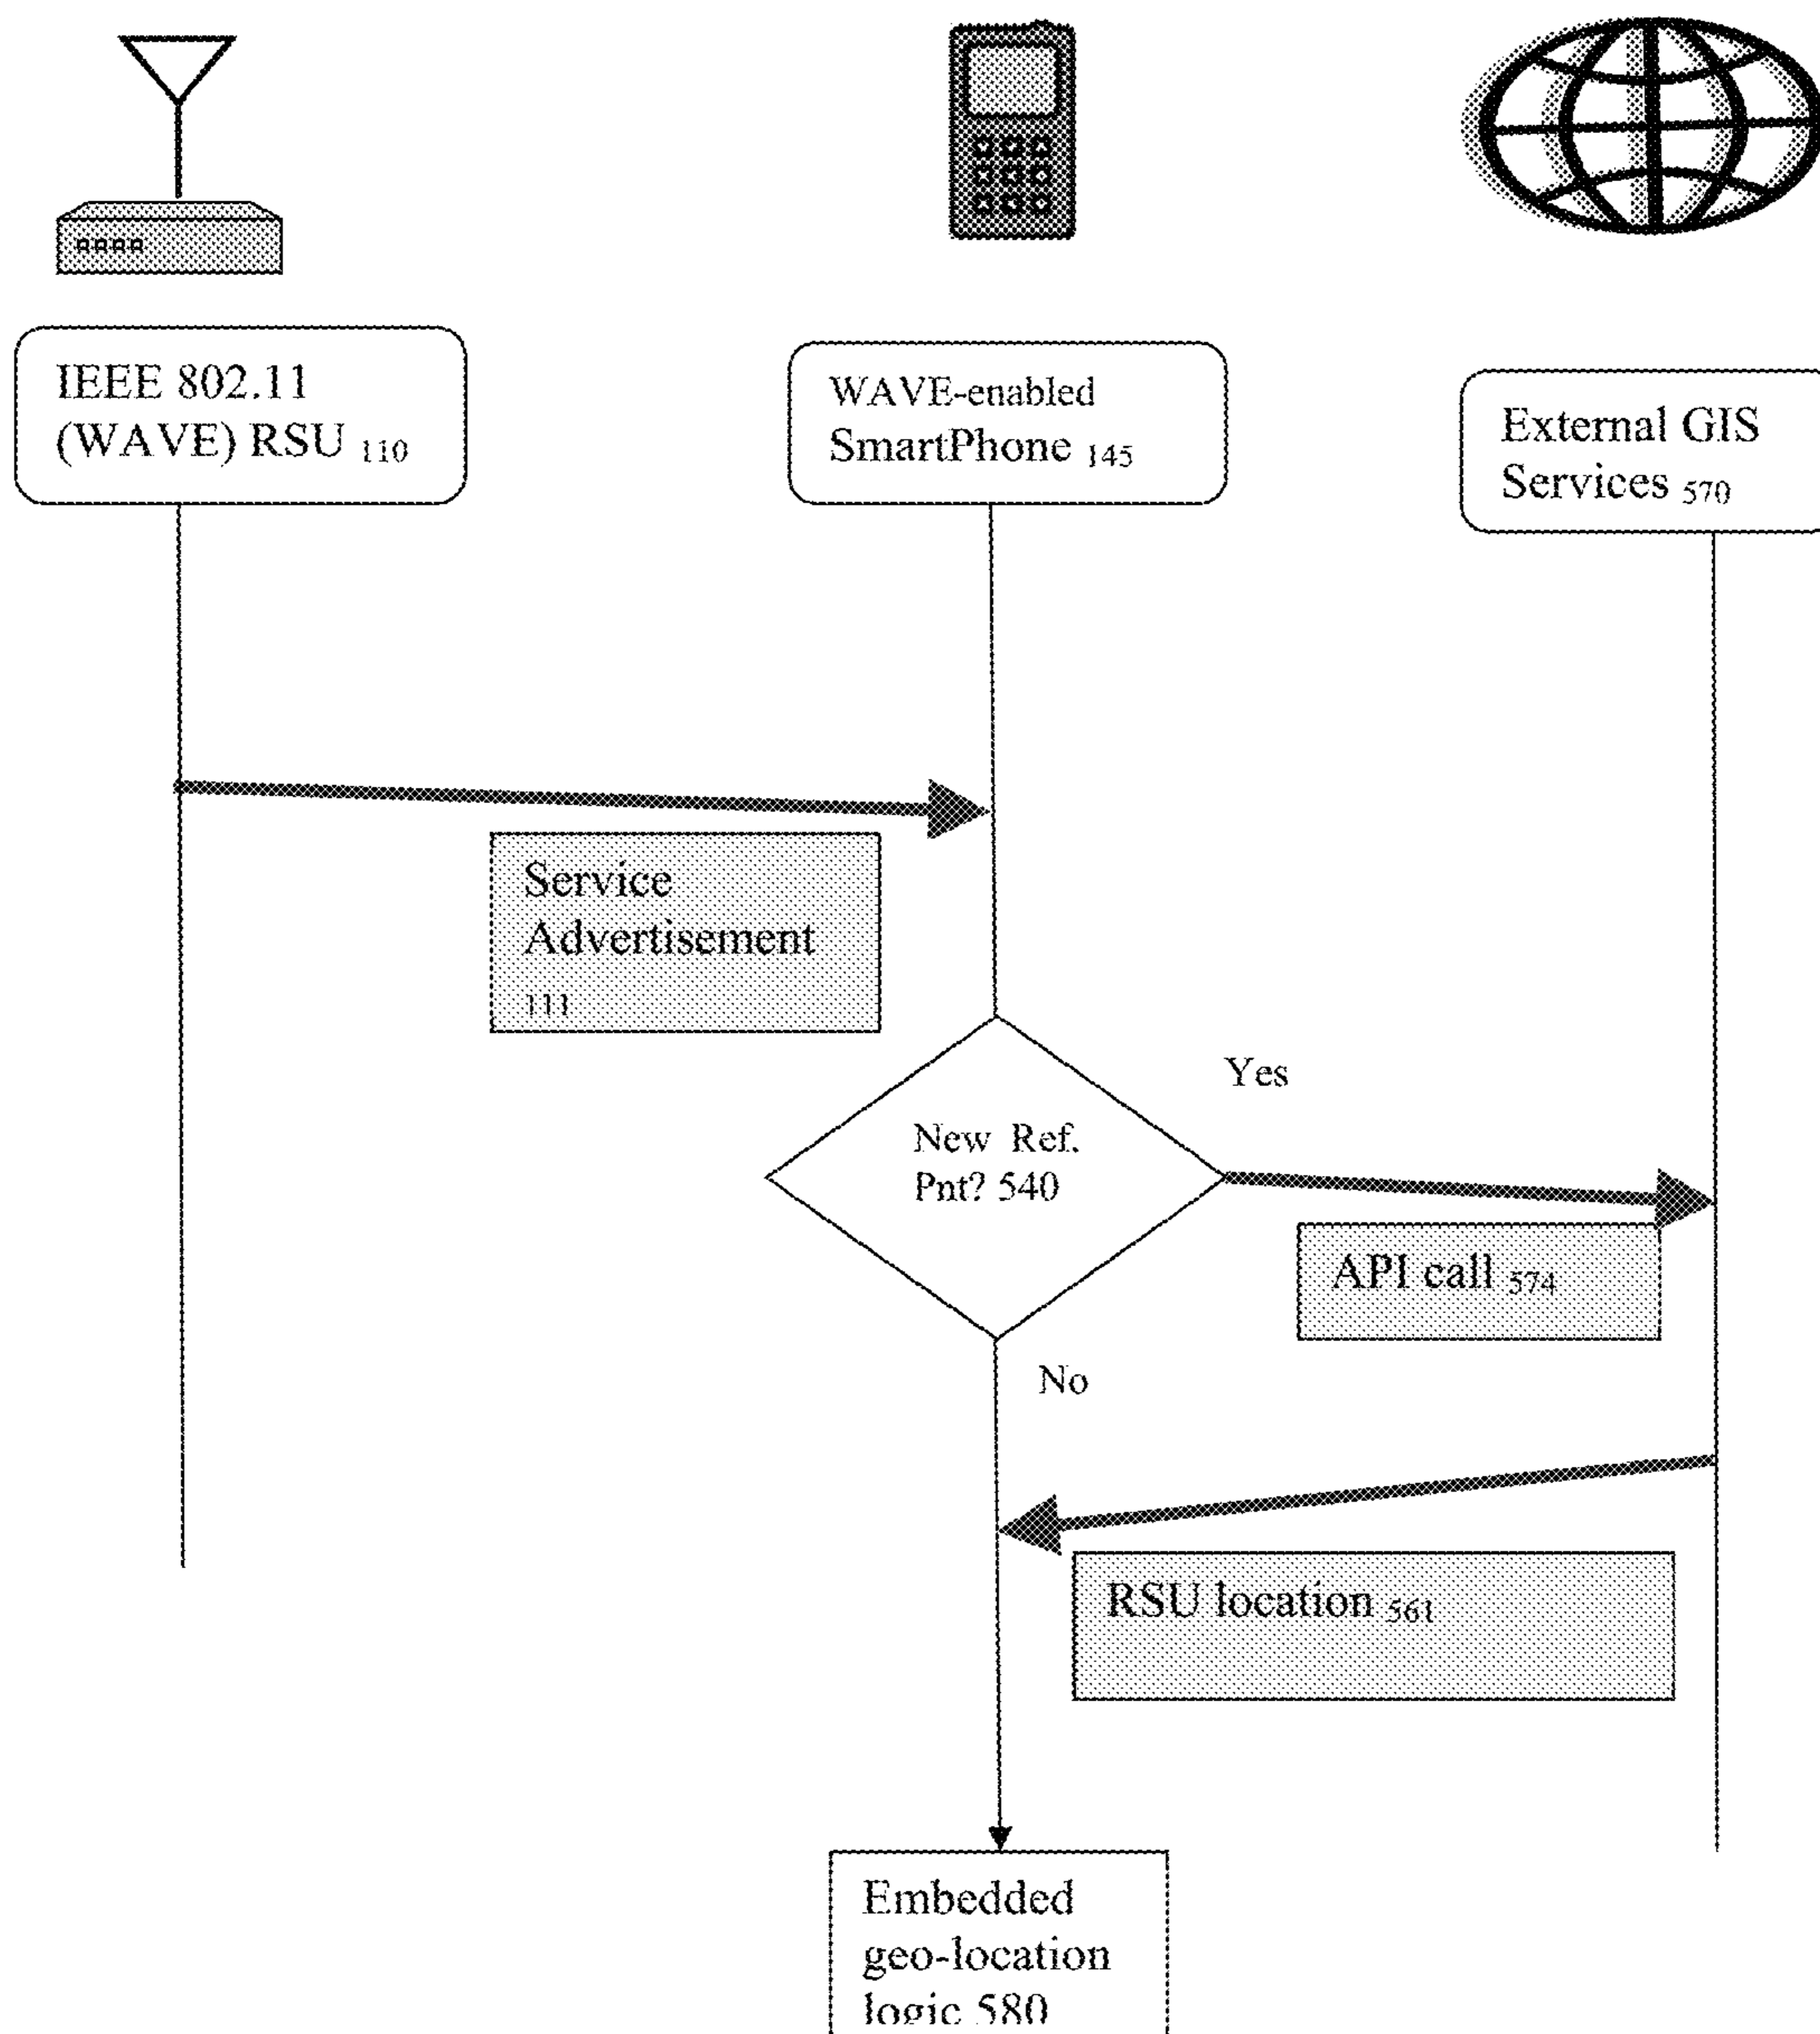 IEEE 802.11
(WAVE) RSU 110
WAVE-enabled
SmartPhone 145
External GIS
Services 570
Service
Advertisement
111
Yes
New Ref.
Pnt? 540
API call 574
No
RSU location 561
Embedded
geo-location
logic 580